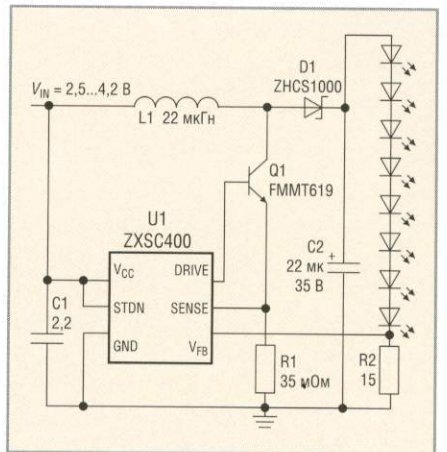 V_IN = 2,5...4,2 В
L1 22 мкГн
D1
ZHCS1000
Q1
FMMT619
U1
ZXSC400
V_CC
DRIVE
STDN
SENSE
GND
V_FB
C1
2,2
C2
+
22 мк
35 В
R1
35 мОм
R2
15